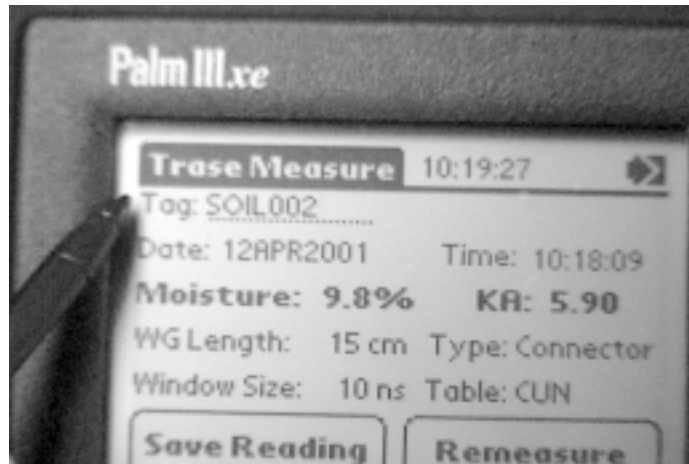 Palm IIIxe
Trase Measure 10:19:27
Tag: SOIL002
Date: 12APR2001 Time: 10:18:09
Moisture: 9.8% KA: 5.90
WG Length: 15 cm Type: Connector
Window Size: 10 ns Table: CUN
Save Reading Remeasure